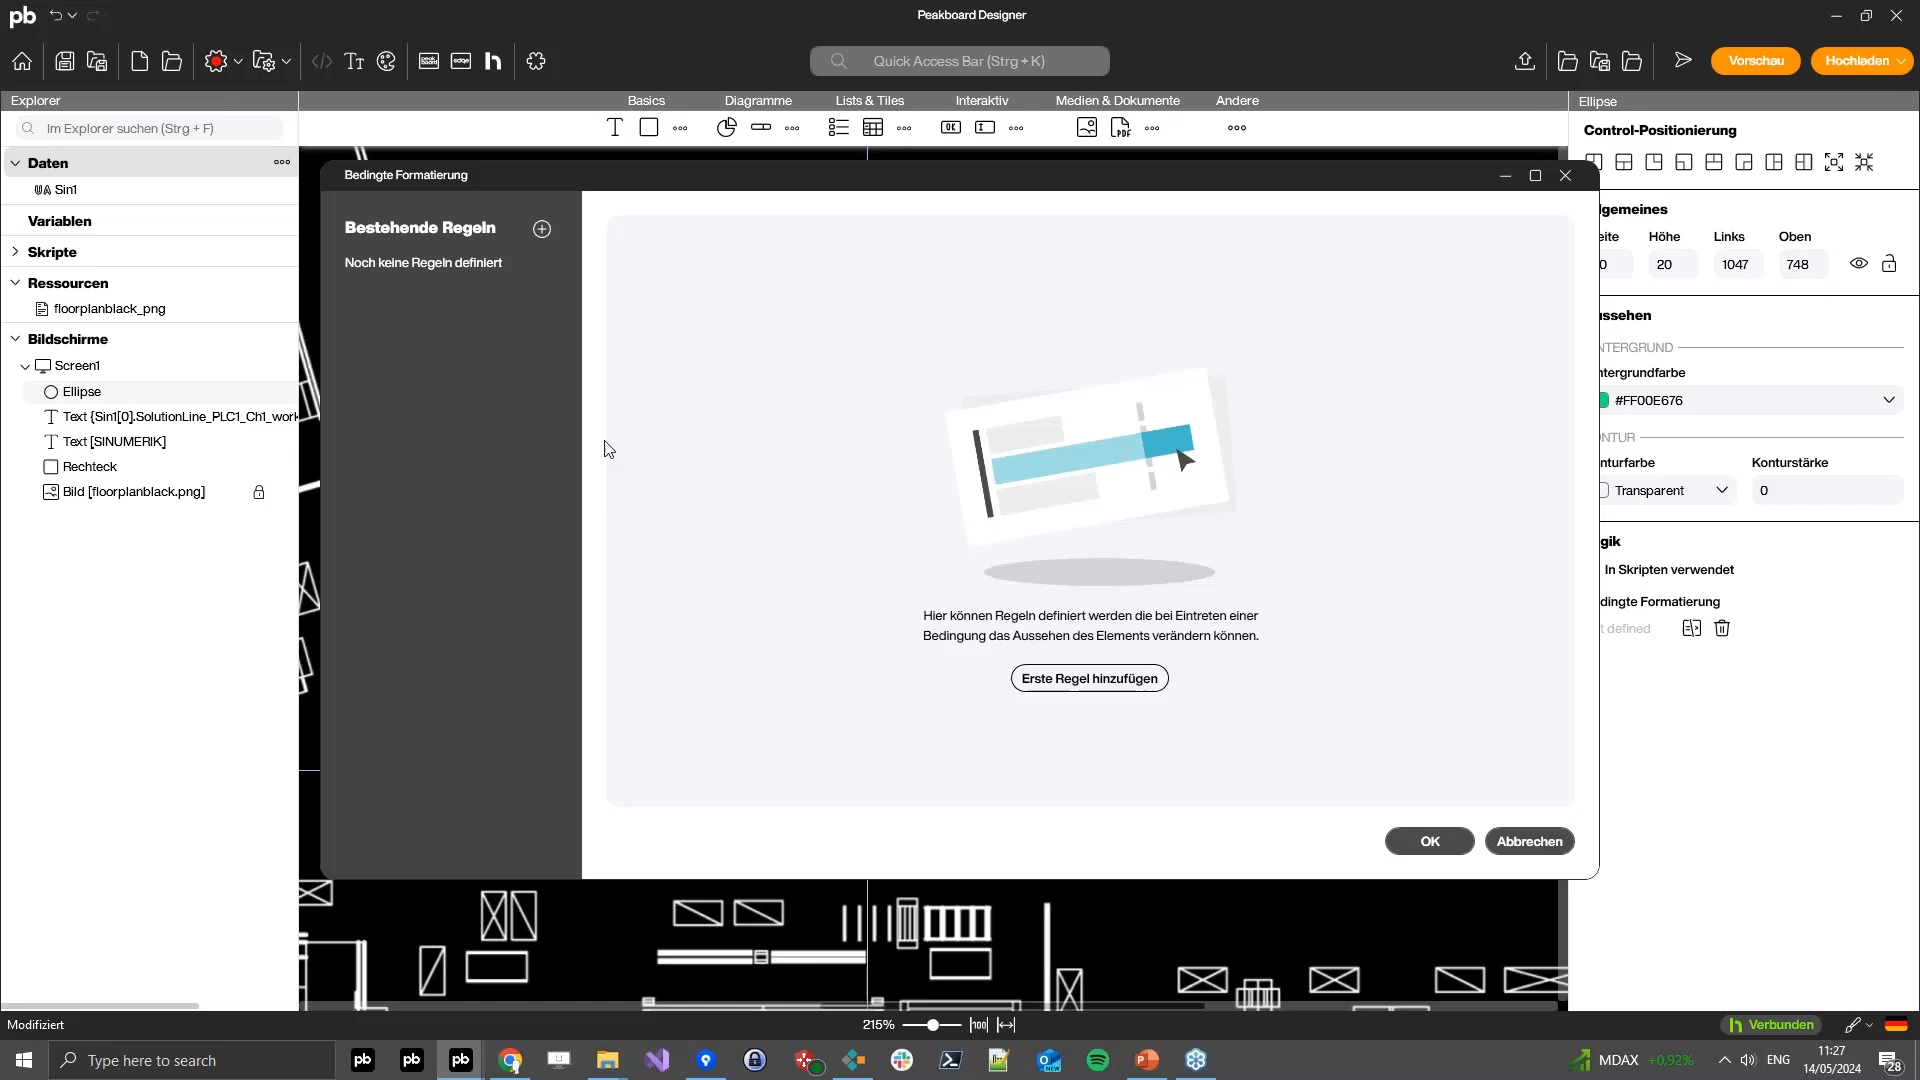 pb
Peakboard Designer
Quick Access Bar (Strg + K)
Vorschau
Hochladen
Explorer
Basics
Diagramme
Lists & Tiles
Interaktiv
Medien & Dokumente
Andere
Ellipse
Im Explorer suchen (Strg + F)
Control-Positionierung
Daten
Sin1
Variablen
Skripte
Ressourcen
floorplanblack_png
Bildschirme
Screen1
Ellipse
Text {Sin1[0].SolutionLine_PLC1_Ch1_work
Text [SINUMERIK]
Rechteck
Bild [floorplanblack.png]
Bedingte Formatierung
Bestehende Regeln
Noch keine Regeln definiert
Hier können Regeln definiert werden die bei Eintreten einer
Bedingung das Aussehen des Elements verändern können.
Erste Regel hinzufügen
OK
Abbrechen
lgemeines
eite
Höhe
Links
Oben
0
20
1047
748
ussehen
NTERGRUND
ntergrundfarbe
#FF00E676
NTUR
nturfarbe
Konturstärke
Transparent
0
gik
In Skripten verwendet
dingte Formatierung
t defined
Modifiziert
215%
100
Verbunden
Type here to search
pb
pb
pb
MDAX
+0,92%
ENG
11:27
14/05/2024
28